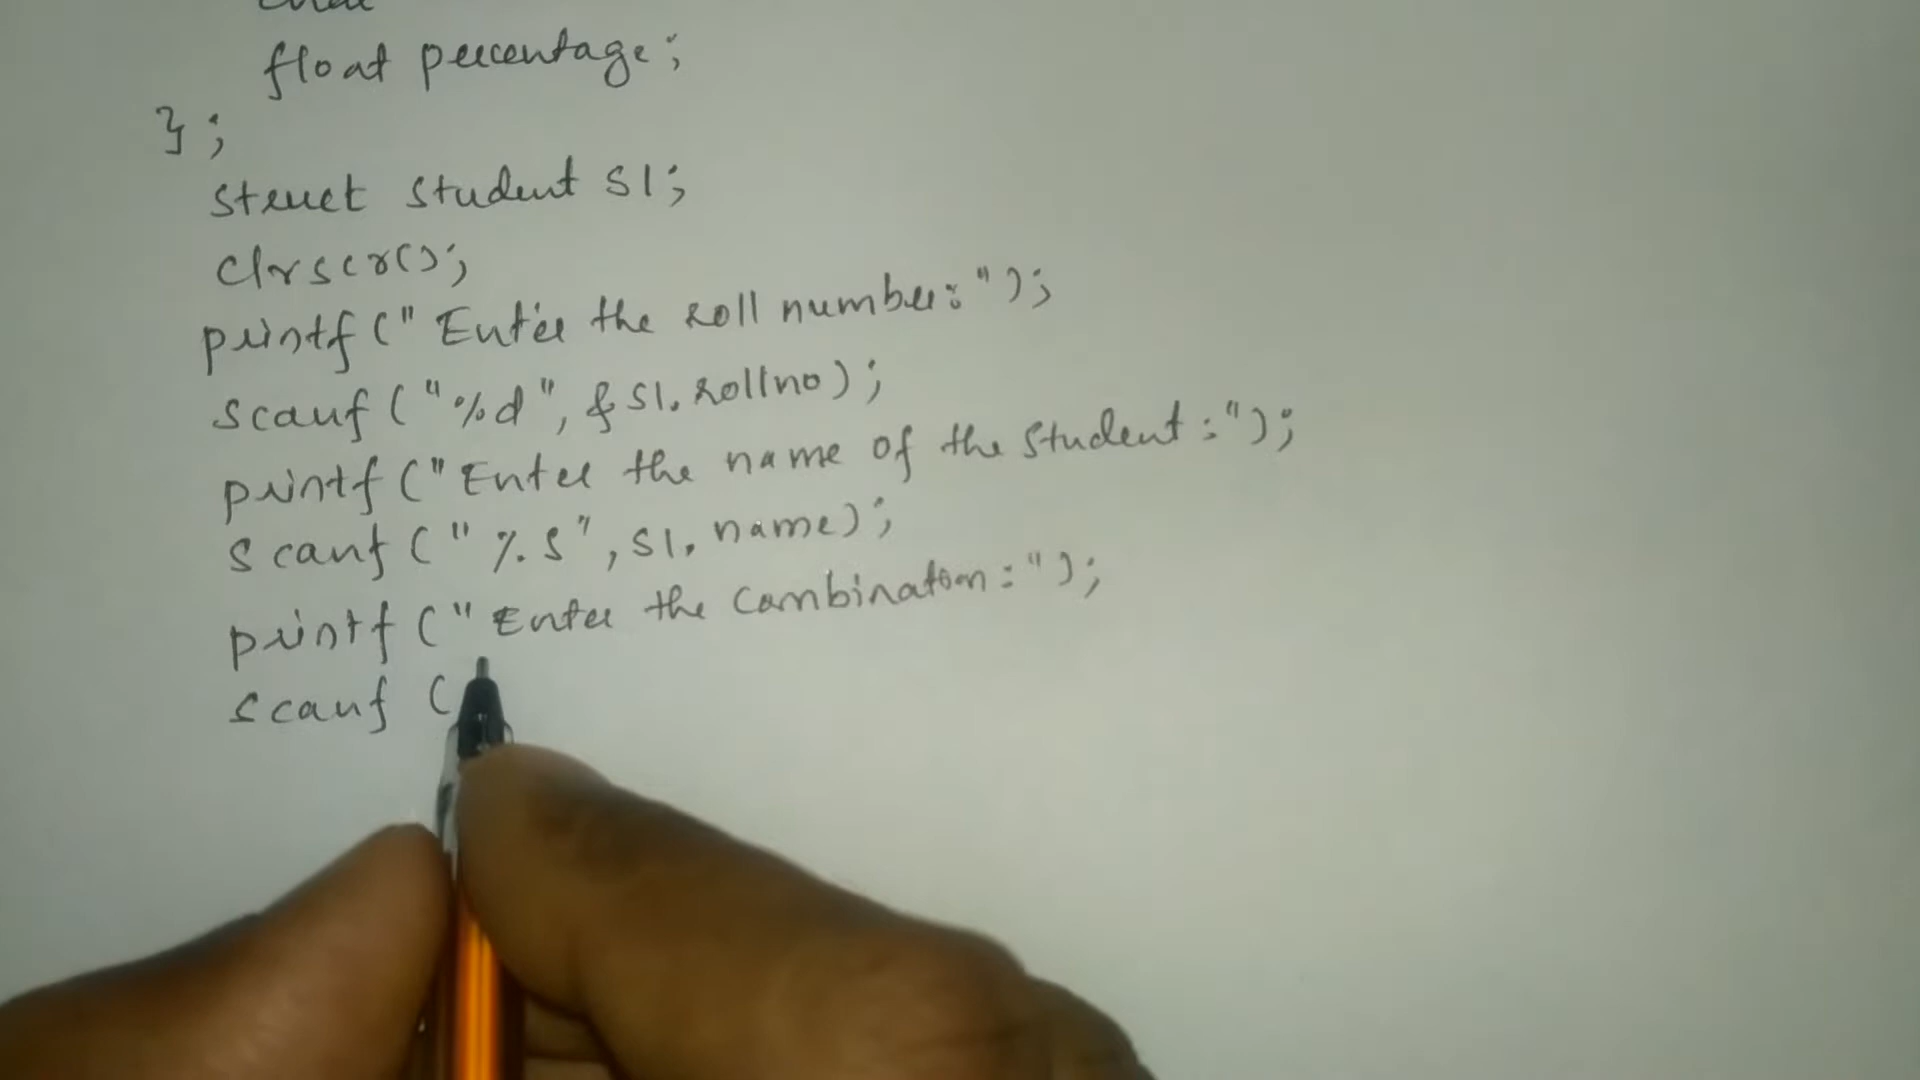 float percentage;
};
struct student S1;
clrscr();
printf("Enter the roll number:");
scanf("%d", &S1.rollno);
printf("Enter the name of the student:");
scanf("%s", S1.name);
printf("Enter the combination:");
scanf(